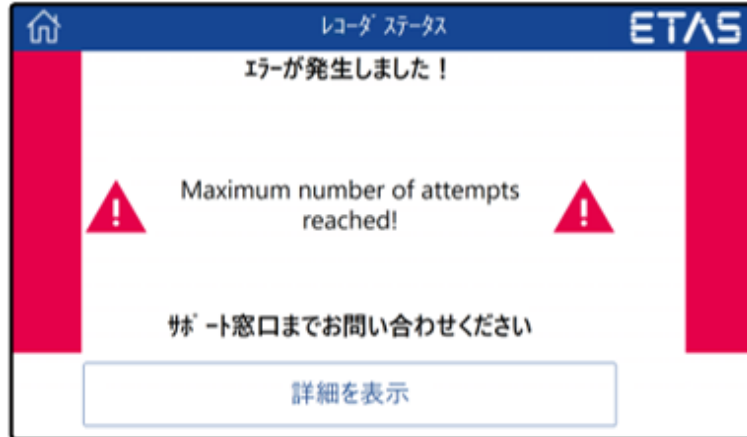 レコーダ ステータス
ETAS
エラーが発生しました！
Maximum number of attempts
reached!
サポート窓口までお問い合わせください
詳細を表示